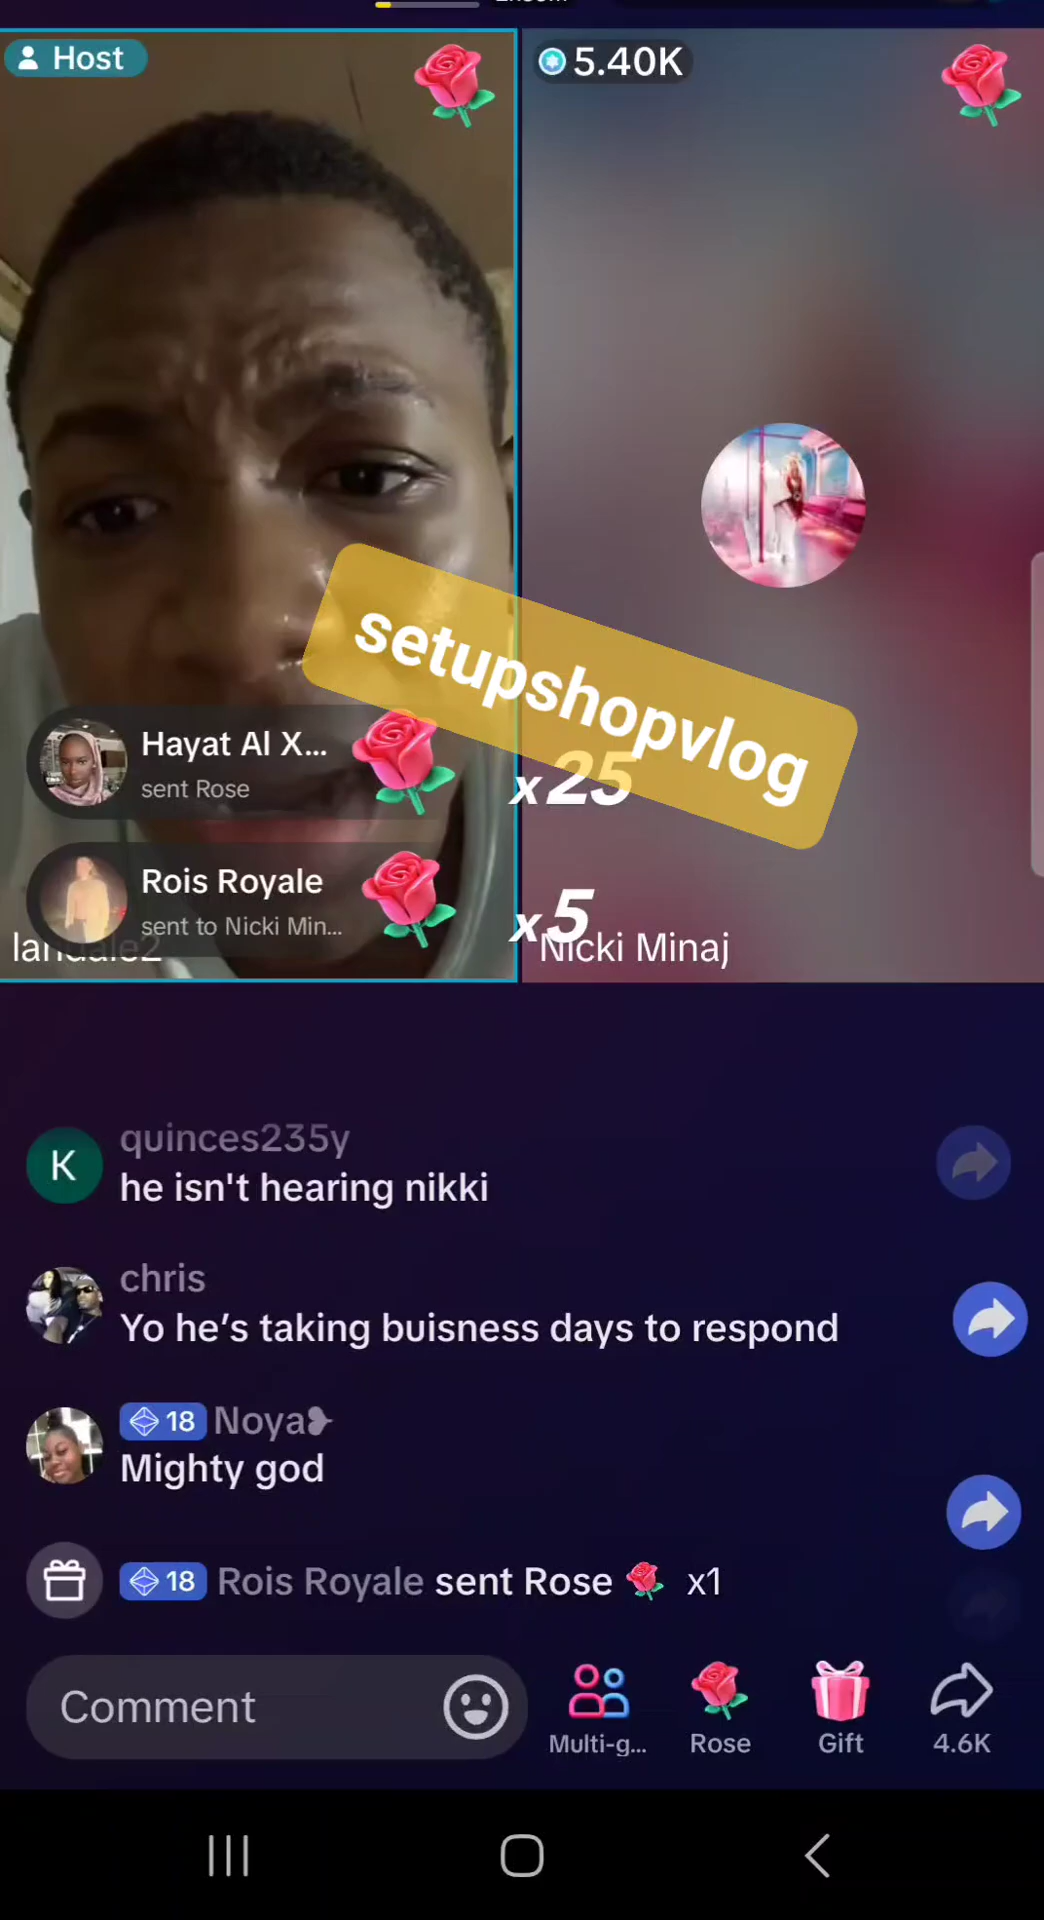 Host
5.40K
setupshopvlog
Hayat Al X...
sent Rose
x25
Rois Royale
sent to Nicki Min...
x5
Nicki Minaj
quinces235y
K
he isn't hearing nikki
chris
Yo he’s taking buisness days to respond
18 Noya
Mighty god
18 Rois Royale sent Rose x1
Comment
Multi-g...
Rose
Gift
4.6K